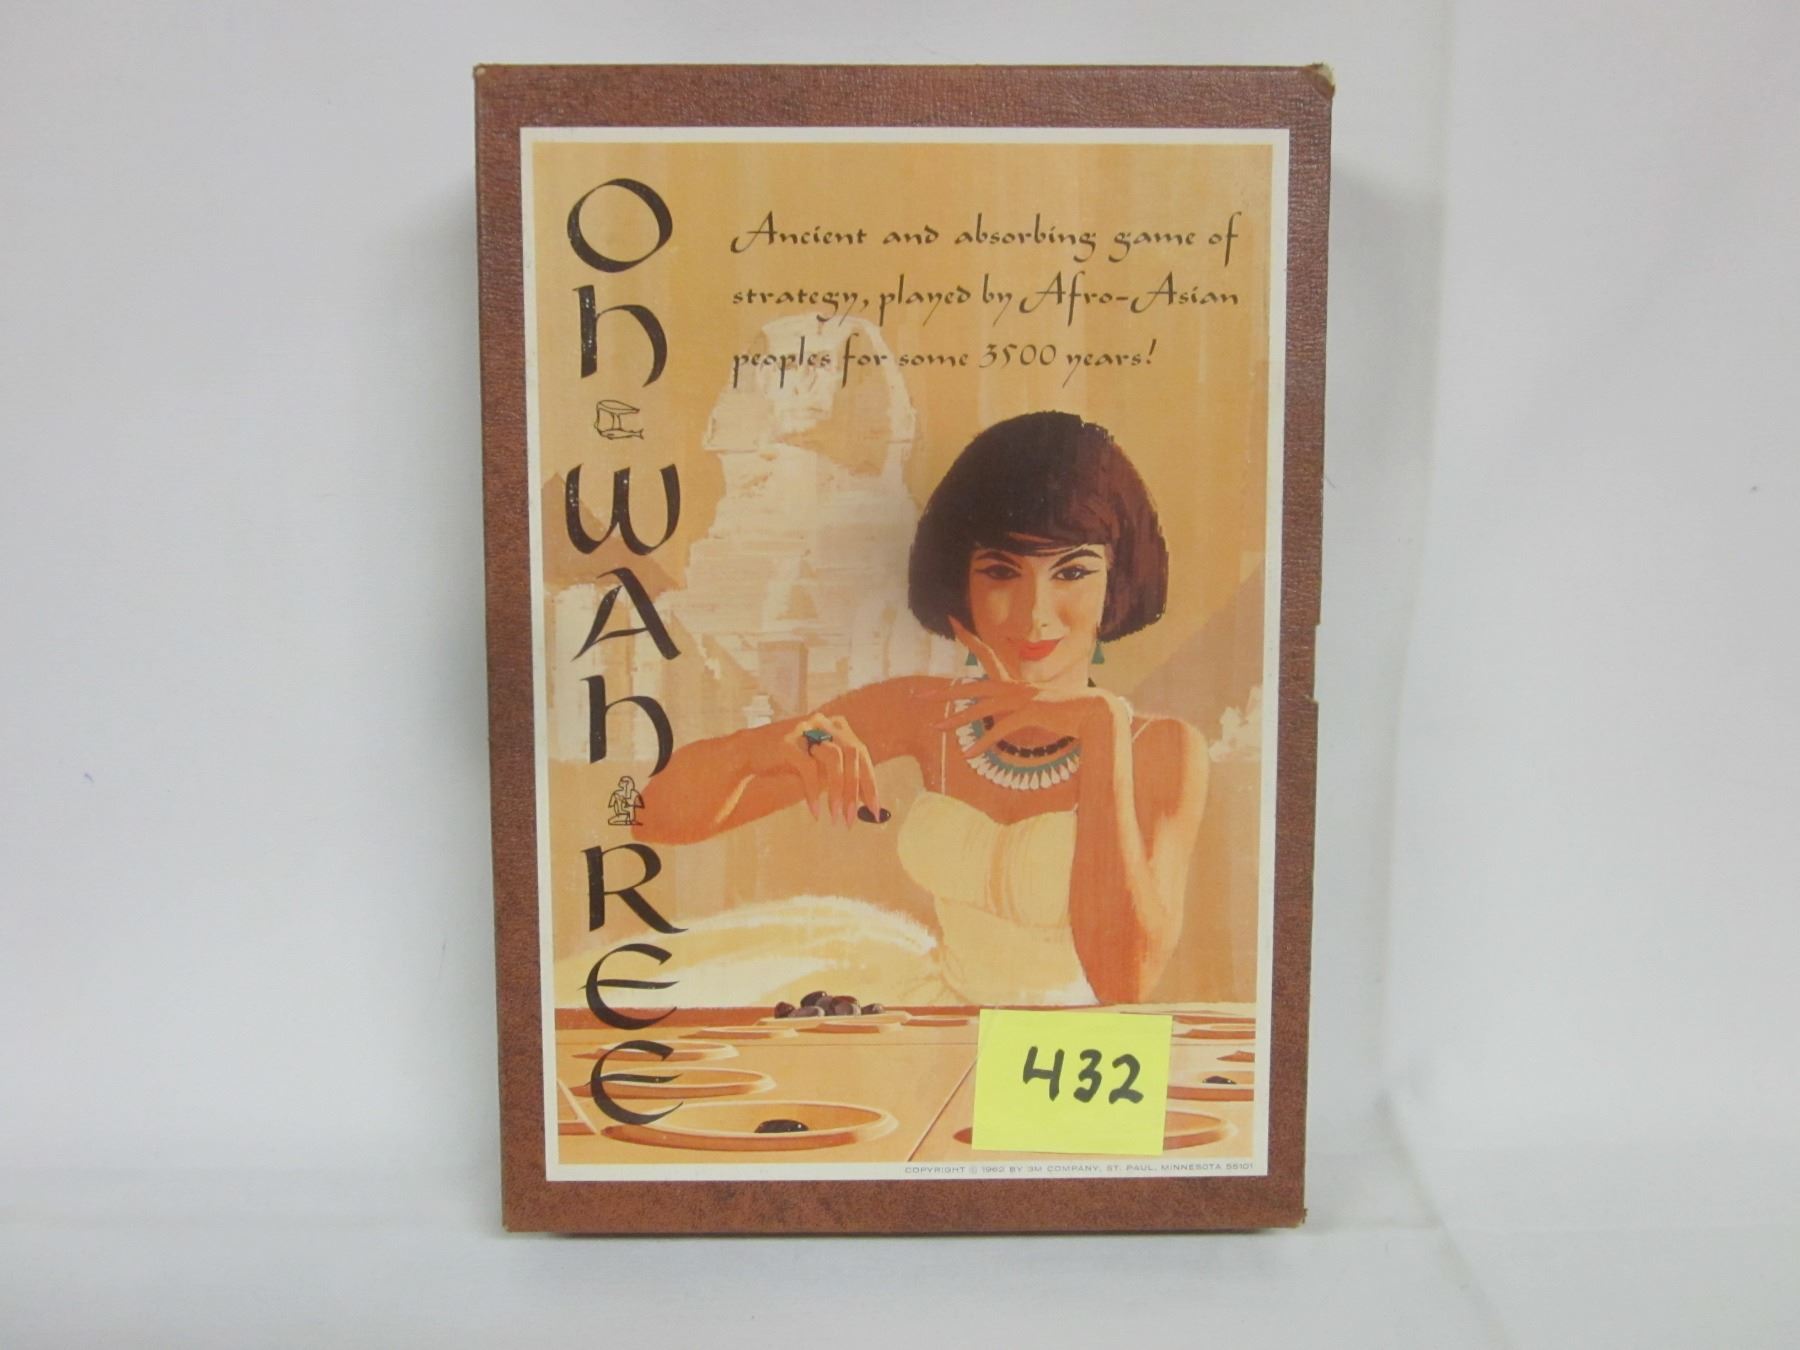 Oh
WAh
REE
Ancient and absorbing game of
strategy, played by Afro-Asian
peoples for some 3500 years!
432
COPYRIGHT © 1962 BY 3M COMPANY, ST. PAUL, MINNESOTA 55101